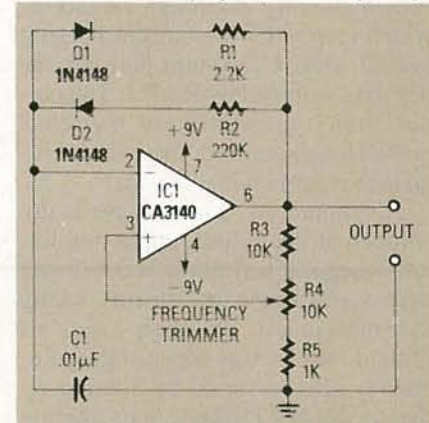 D1
1N4148
R1
2.2K
D2
1N4148
R2
220K
+9V
2
−
7
IC1
CA3140
6
3
+
4
−9V
R3
10K
OUTPUT
R4
10K
FREQUENCY
TRIMMER
C1
.01µF
R5
1K